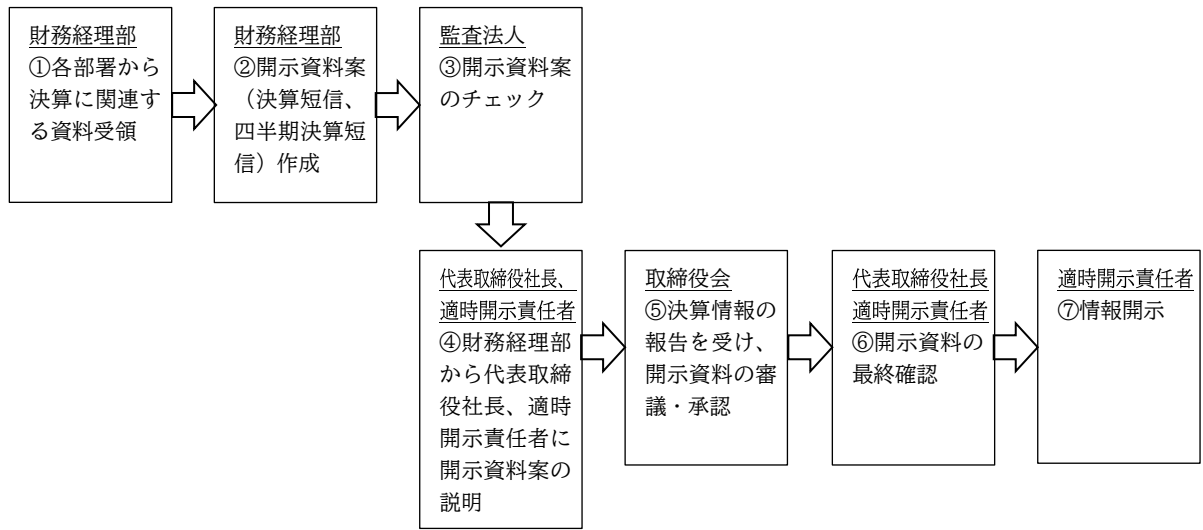 財務経理部
①各部署から
決算に関連す
る資料受領
財務経理部
②開示資料案
（決算短信、
四半期決算短
信）作成
監査法人
③開示資料案
のチェック
代表取締役社長、
適時開示責任者
④財務経理部
から代表取締
役社長、適時
開示責任者に
開示資料案の
説明
取締役会
⑤決算情報の
報告を受け、
開示資料の審
議・承認
代表取締役社長
適時開示責任者
⑥開示資料の
最終確認
適時開示責任者
⑦情報開示